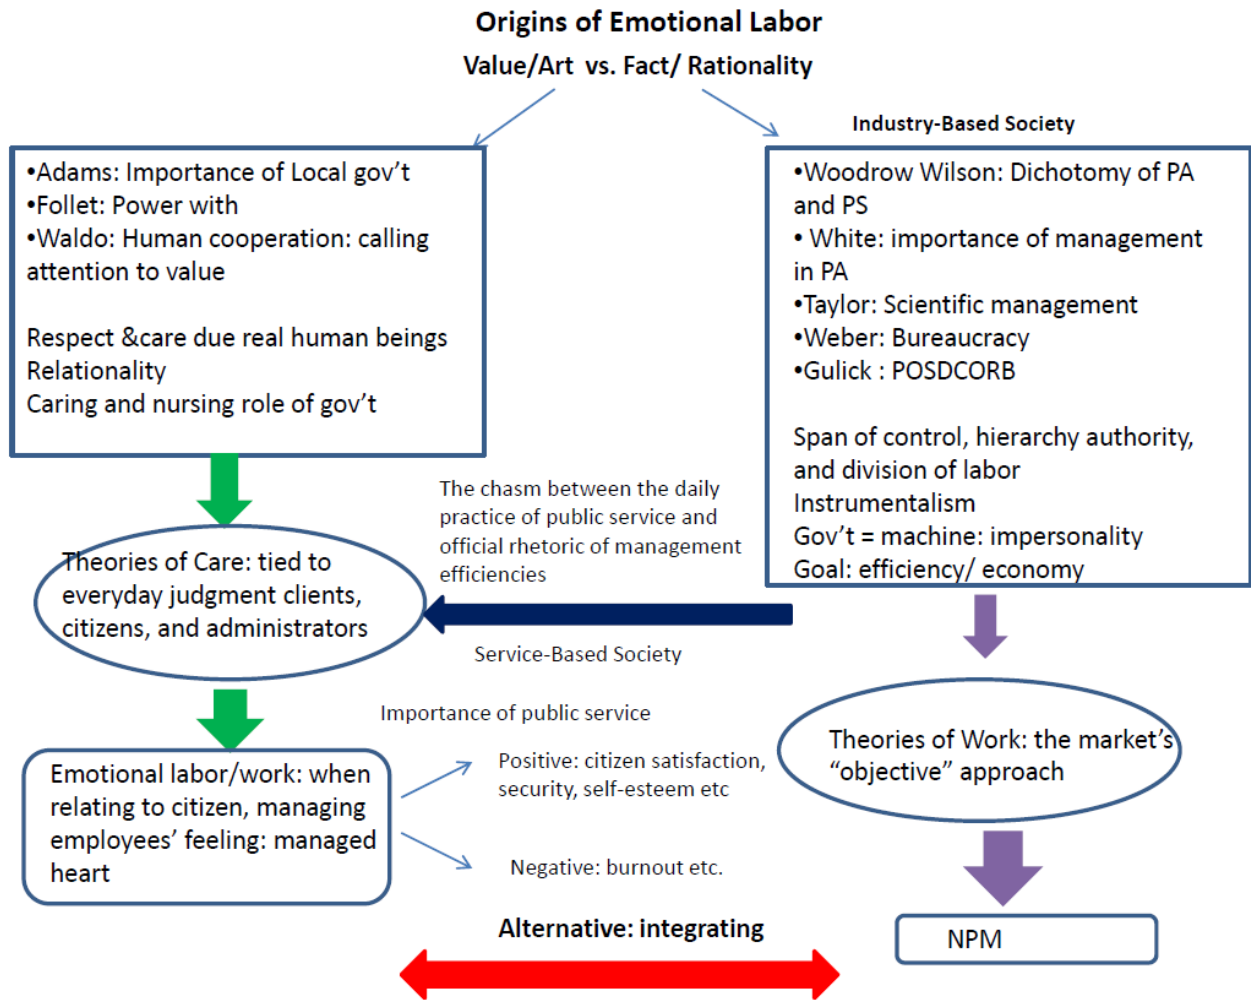 Origins of Emotional Labor
Value/Art vs. Fact/ Rationality
Industry-Based Society
•Adams: Importance of Local gov’t
•Follet: Power with
•Waldo: Human cooperation: calling
attention to value
Respect &care due real human beings
Relationality
Caring and nursing role of gov’t
•Woodrow Wilson: Dichotomy of PA
and PS
• White: importance of management
in PA
•Taylor: Scientific management
•Weber: Bureaucracy
•Gulick : POSDCORB
Span of control, hierarchy authority,
and division of labor
Instrumentalism
Gov’t = machine: impersonality
Goal: efficiency/ economy
The chasm between the daily
practice of public service and
official rhetoric of management
efficiencies
Theories of Care: tied to
everyday judgment clients,
citizens, and administrators
Service-Based Society
Importance of public service
Theories of Work: the market’s
“objective” approach
Emotional labor/work: when
relating to citizen, managing
employees’ feeling: managed
heart
Positive: citizen satisfaction,
security, self-esteem etc
Negative: burnout etc.
Alternative: integrating
NPM